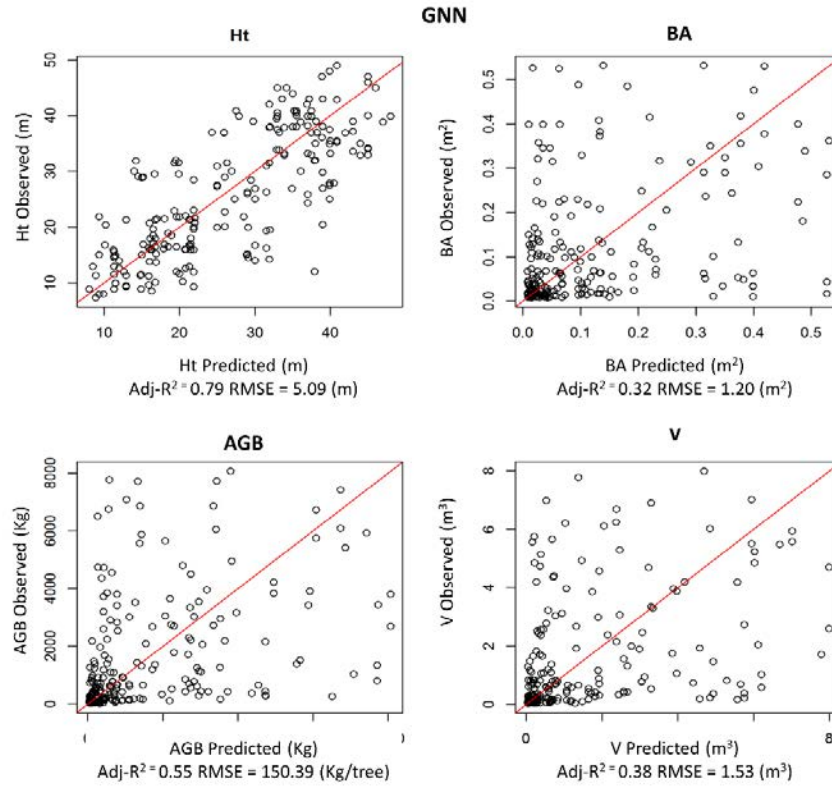 GNN
Ht
50
40
30
20
10
Ht Observed (m)
10 20 30 40
Ht Predicted (m)
Adj-R² = 0.79 RMSE = 5.09 (m)
BA
0.5
0.4
0.3
0.2
0.1
0.0
BA Observed (m²)
0.0 0.1 0.2 0.3 0.4 0.5
BA Predicted (m²)
Adj-R² = 0.32 RMSE = 1.20 (m²)
AGB
8000
6000
4000
2000
0
AGB Observed (Kg)
AGB Predicted (Kg)
Adj-R² = 0.55 RMSE = 150.39 (Kg/tree)
V
8
6
4
2
0
V Observed (m³)
0 8
V Predicted (m³)
Adj-R² = 0.38 RMSE = 1.53 (m³)